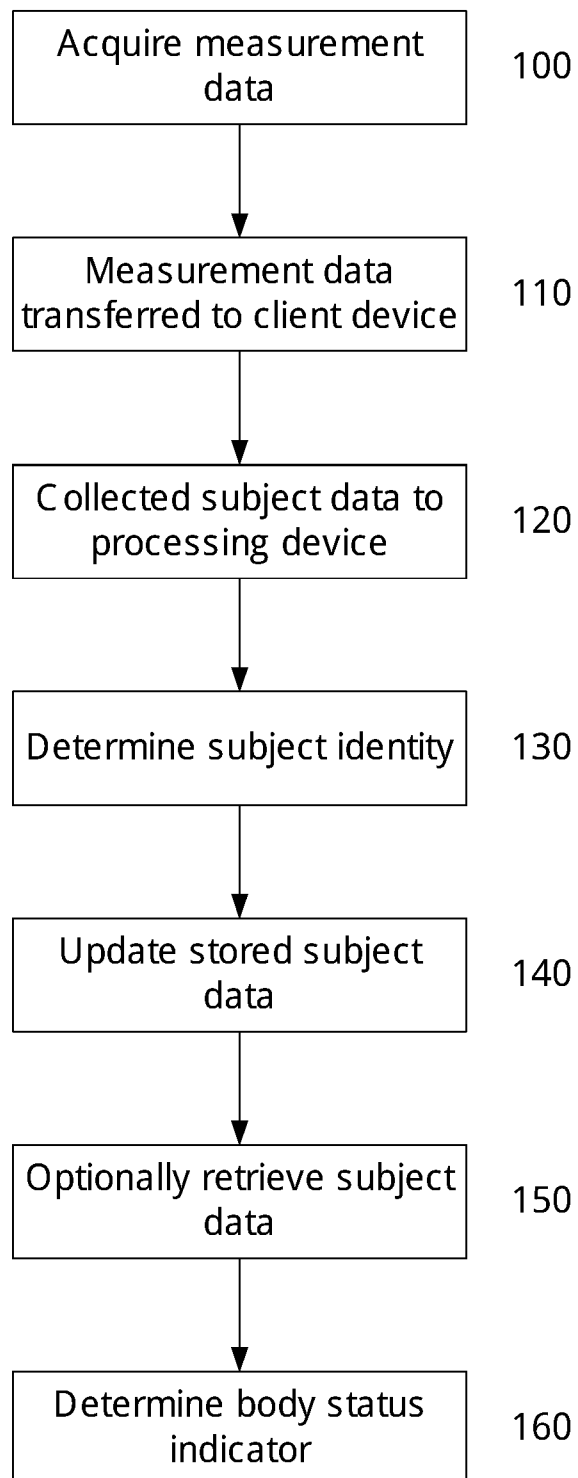 Acquire measurement
data
100
Measurement data
transferred to client device
110
Collected subject data to
processing device
120
Determine subject identity
130
Update stored subject
data
140
Optionally retrieve subject
data
150
Determine body status
indicator
160